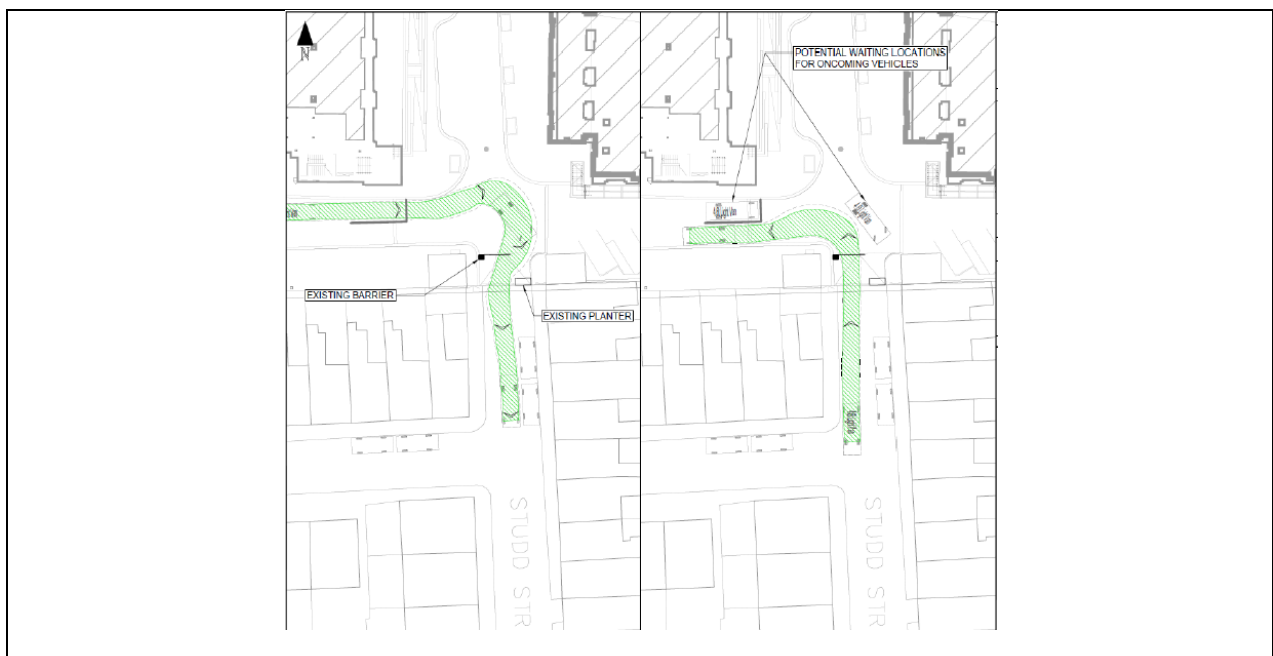 N
POTENTIAL WAITING LOCATIONS
FOR ONCOMING VEHICLES
EXISTING BARRIER
EXISTING PLANTER
STUDD STR
STUDD STR